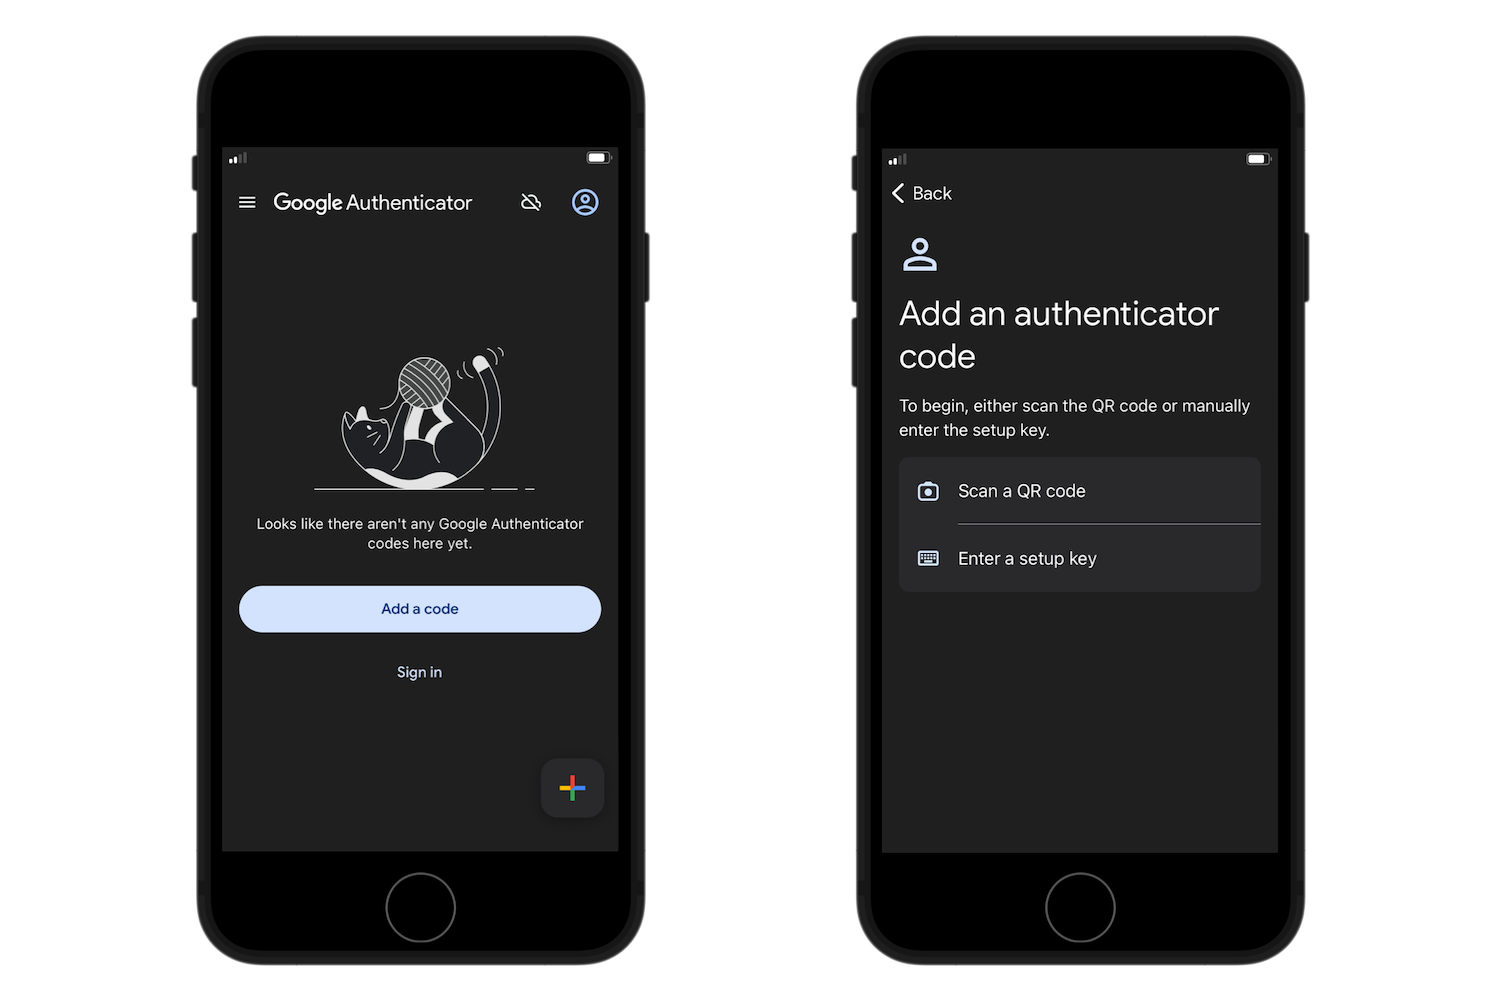 Google Authenticator
Looks like there aren't any Google Authenticator
codes here yet.
Add a code
Sign in
Back
Add an authenticator
code
To begin, either scan the QR code or manually
enter the setup key.
Scan a QR code
Enter a setup key